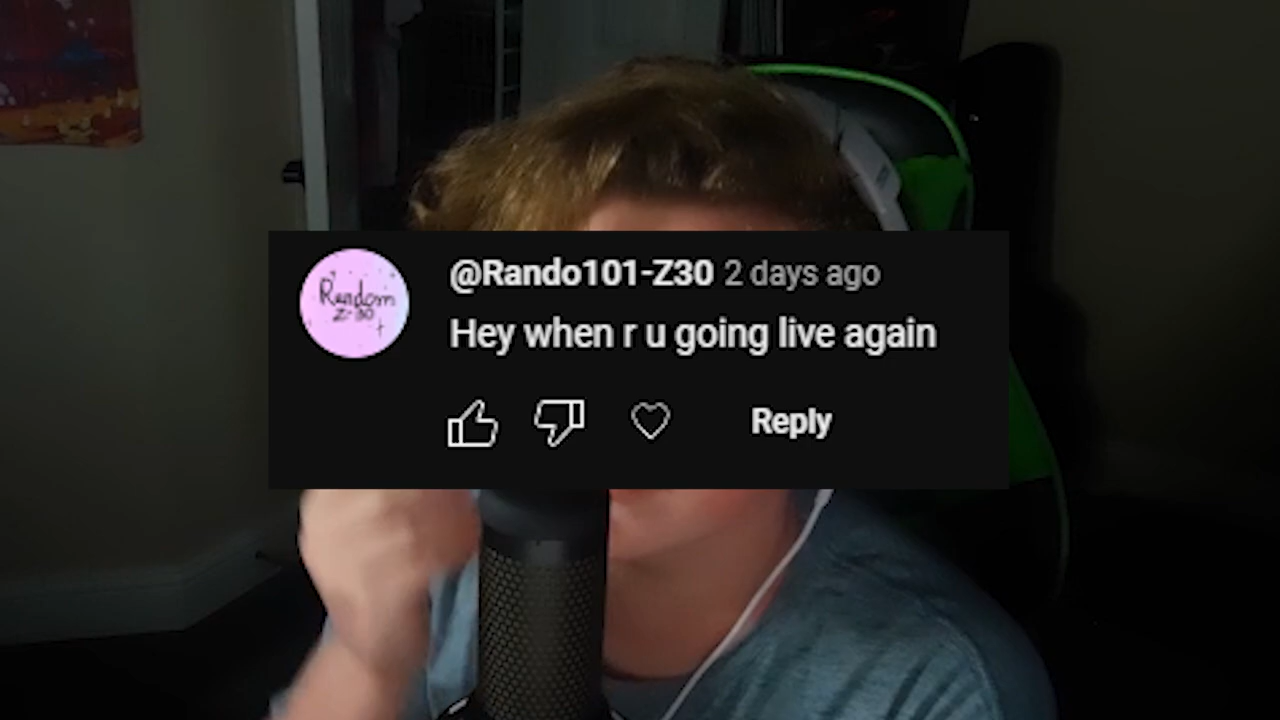 @Rando101-Z30 2 days ago
Random
Z-30
Hey when r u going live again
Reply